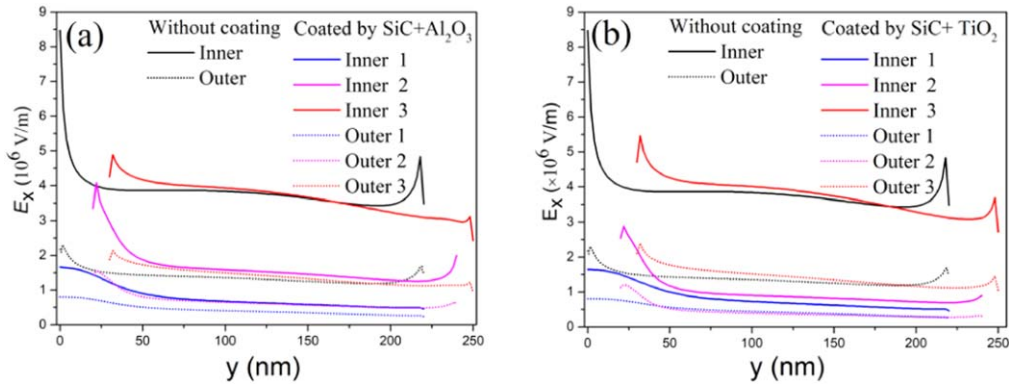 (a)
Without coating Coated by SiC+Al₂O₃
Inner
Outer
Inner 1
Inner 2
Inner 3
Outer 1
Outer 2
Outer 3
Eₓ (10⁶ V/m)
9
8
7
6
5
4
3
2
1
0
0 50 100 150 200 250
y (nm)
(b)
Without coating Coated by SiC+ TiO₂
Inner
Outer
Inner 1
Inner 2
Inner 3
Outer 1
Outer 2
Outer 3
Eₓ (×10⁶ V/m)
9
8
7
6
5
4
3
2
1
0
0 50 100 150 200 250
y (nm)